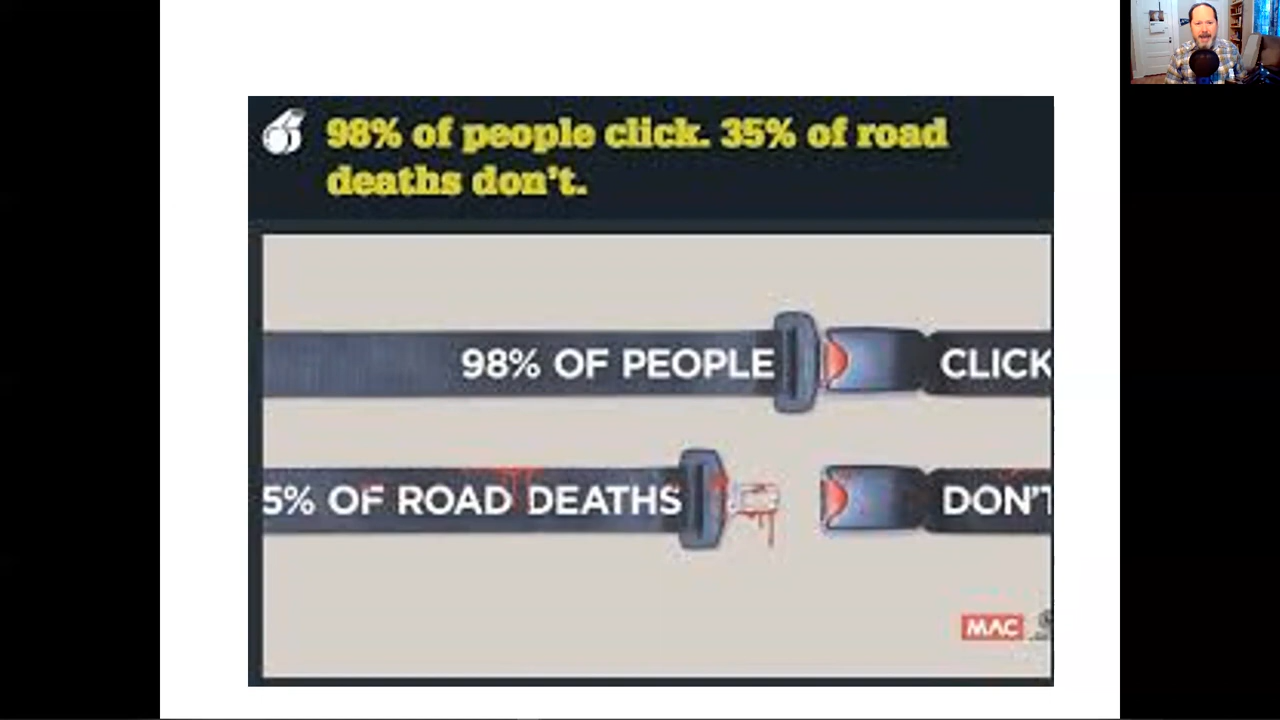 98% of people click. 35% of road
deaths don't.
98% OF PEOPLE CLICK
5% OF ROAD DEATHS DON'T
MAC